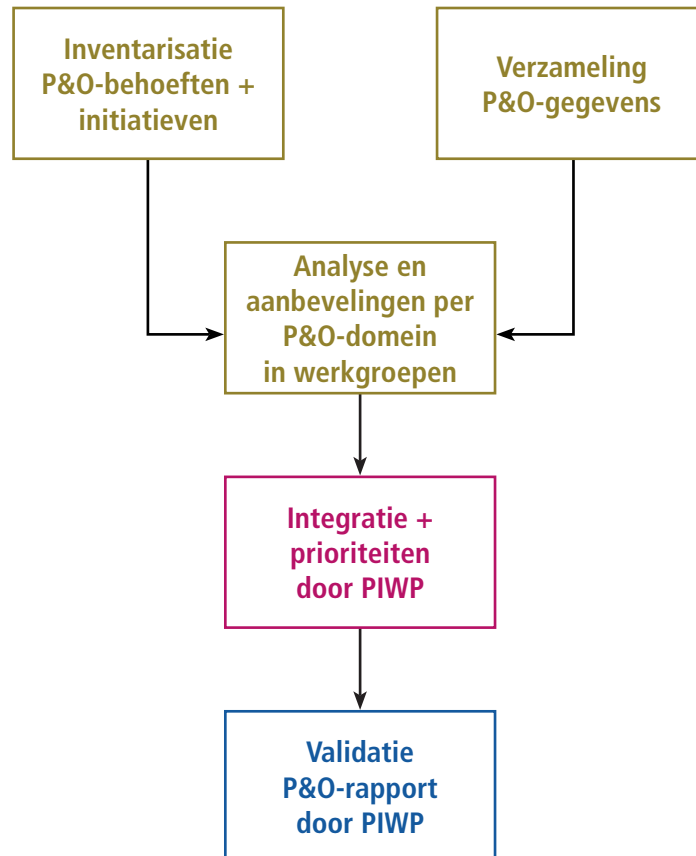 Inventarisatie
P&O-behoeften +
initiatieven
Verzameling
P&O-gegevens
Analyse en
aanbevelingen per
P&O-domein
in werkgroepen
Integratie +
prioriteiten
door PIWP
Validatie
P&O-rapport
door PIWP